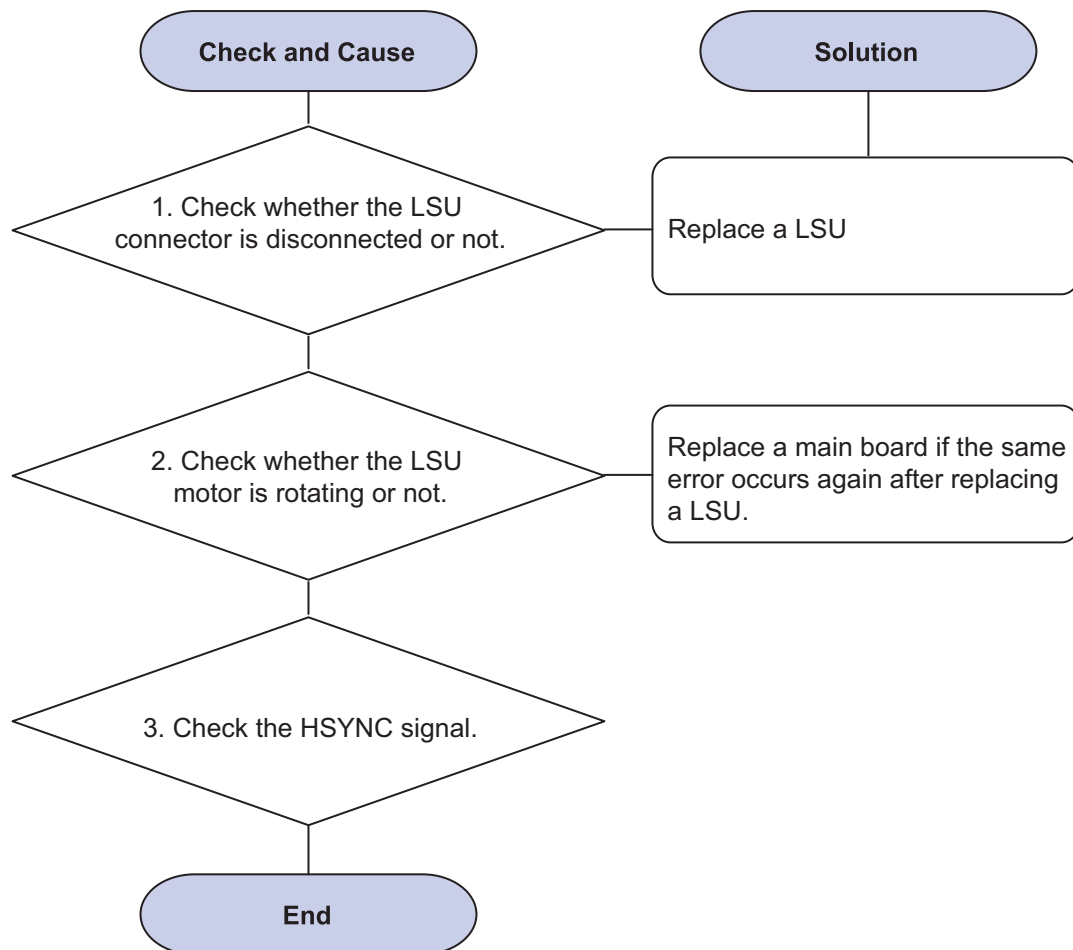 Check and Cause
Solution
1. Check whether the LSU
connector is disconnected or not.
Replace a LSU
2. Check whether the LSU
motor is rotating or not.
Replace a main board if the same
error occurs again after replacing
a LSU.
3. Check the HSYNC signal.
End